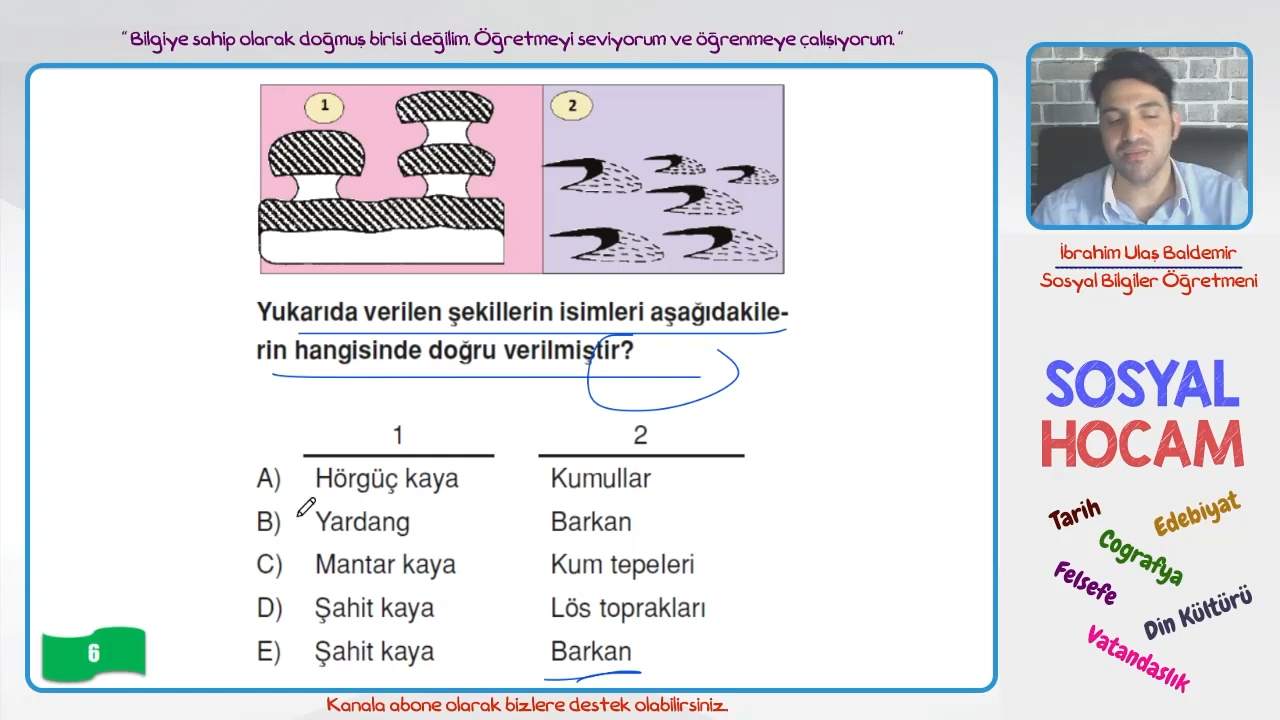 “ Bilgiye sahip olarak doğmuş birisi değilim. Öğretmeyi seviyorum ve öğrenmeye çalışıyorum. “
1
2
Yukarıda verilen şekillerin isimleri aşağıdakile-
rin hangisinde doğru verilmiştir?
1 2
A) Hörgüç kaya Kumullar
B) Yardang Barkan
C) Mantar kaya Kum tepeleri
D) Şahit kaya Lös toprakları
E) Şahit kaya Barkan
6
Kanala abone olarak bizlere destek olabilirsiniz.
İbrahim Ulaş Baldemir
Sosyal Bilgiler Öğretmeni
SOSYAL
HOCAM
Tarih
Edebiyat
Coğrafya
Felsefe
Din Kültürü
Vatandaslık